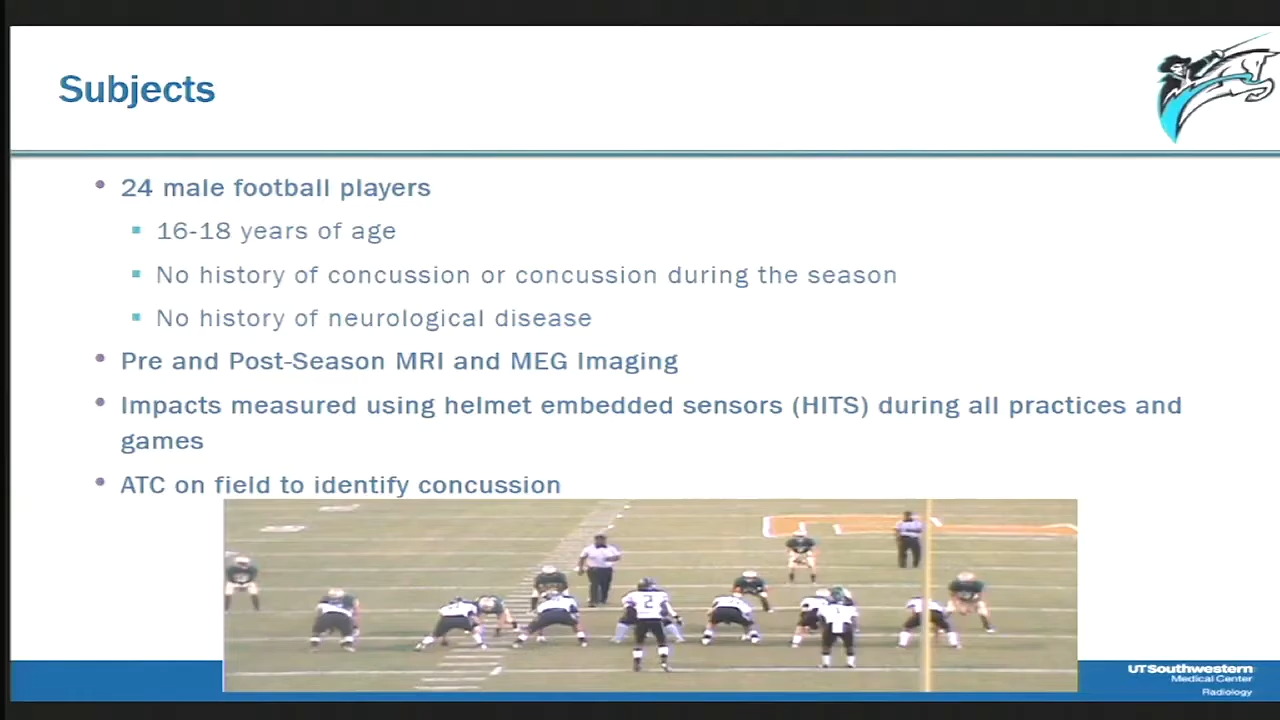 Subjects
24 male football players
16-18 years of age
No history of concussion or concussion during the season
No history of neurological disease
Pre and Post-Season MRI and MEG Imaging
Impacts measured using helmet embedded sensors (HITS) during all practices and
games
ATC on field to identify concussion
2
1
UTSouthwestern
Medical Center
Radiology